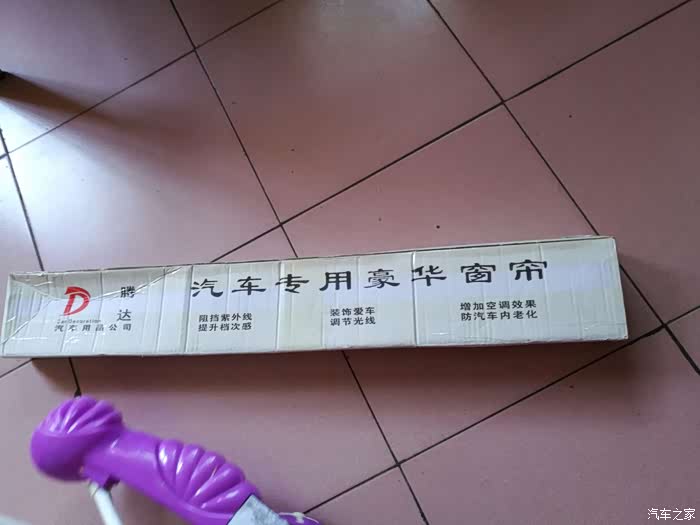 汽车专用豪华窗帘
D
腾达
Car Decoration
汽车用品公司
阻挡紫外线
提升档次感
装饰爱车
调节光线
增加空调效果
防汽车内老化
汽车之家